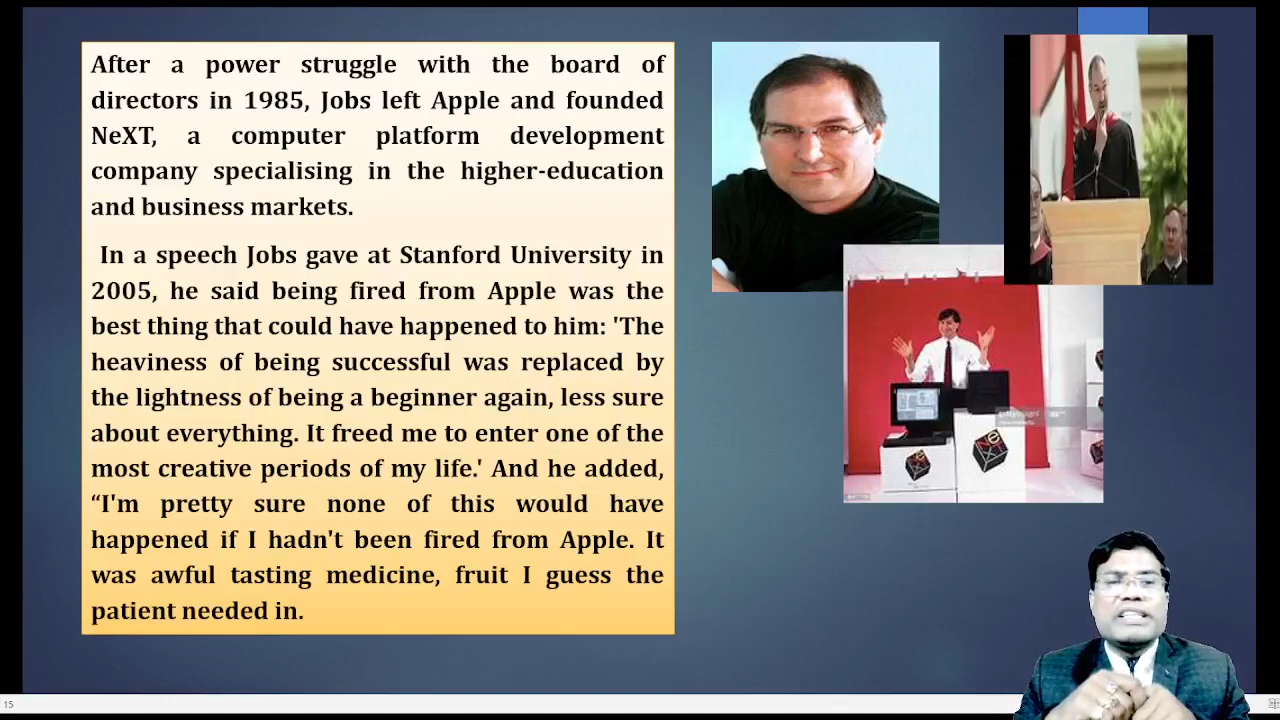 After a power struggle with the board of
directors in 1985, Jobs left Apple and founded
NeXT, a computer platform development
company specialising in the higher-education
and business markets.
In a speech Jobs gave at Stanford University in
2005, he said being fired from Apple was the
best thing that could have happened to him: 'The
heaviness of being successful was replaced by
the lightness of being a beginner again, less sure
about everything. It freed me to enter one of the
most creative periods of my life.' And he added,
“I'm pretty sure none of this would have
happened if I hadn't been fired from Apple. It
was awful tasting medicine, fruit I guess the
patient needed in.
15